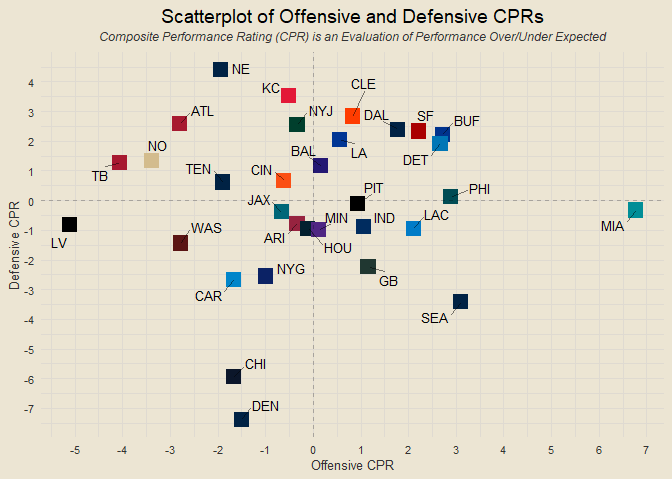 Scatterplot of Offensive and Defensive CPRs
Composite Performance Rating (CPR) is an Evaluation of Performance Over/Under Expected
Defensive CPR
4
3
2
1
0
-1
-2
-3
-4
-5
-6
-7
NE
KC
CLE
ATL
NYJ
DAL
SF
BUF
NO
BAL
LA
DET
TB
TEN
CIN
PIT
PHI
JAX
MIN
IND
LAC
MIA
LV
WAS
ARI
HOU
CAR
NYG
GB
SEA
CHI
DEN
-5
-4
-3
-2
-1
0
1
2
3
4
5
6
7
Offensive CPR